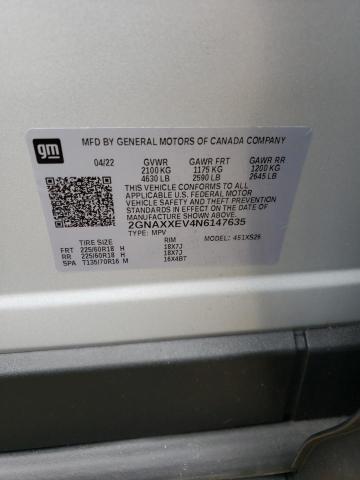 gm
MFD BY GENERAL MOTORS OF CANADA COMPANY
04/22 GVWR GAWR FRT GAWR RR
2100 KG 1175 KG 1200 KG
4630 LB 2590 LB 2645 LB
THIS VEHICLE CONFORMS TO ALL
APPLICABLE U.S. FEDERAL MOTOR
VEHICLE SAFETY, BUMPER, AND THEFT PREVENTION
STANDARDS IN EFFECT ON THE DATE OF
MANUFACTURE SHOWN ABOVE.
2GNAXXEV4N6147635
TYPE: MPV MODEL: 4S1XS26
RIM
FRT 225/60R18 H 18X7J
RR 225/60R18 H 18X7J
SPA T135/70R16 M 16X4BT